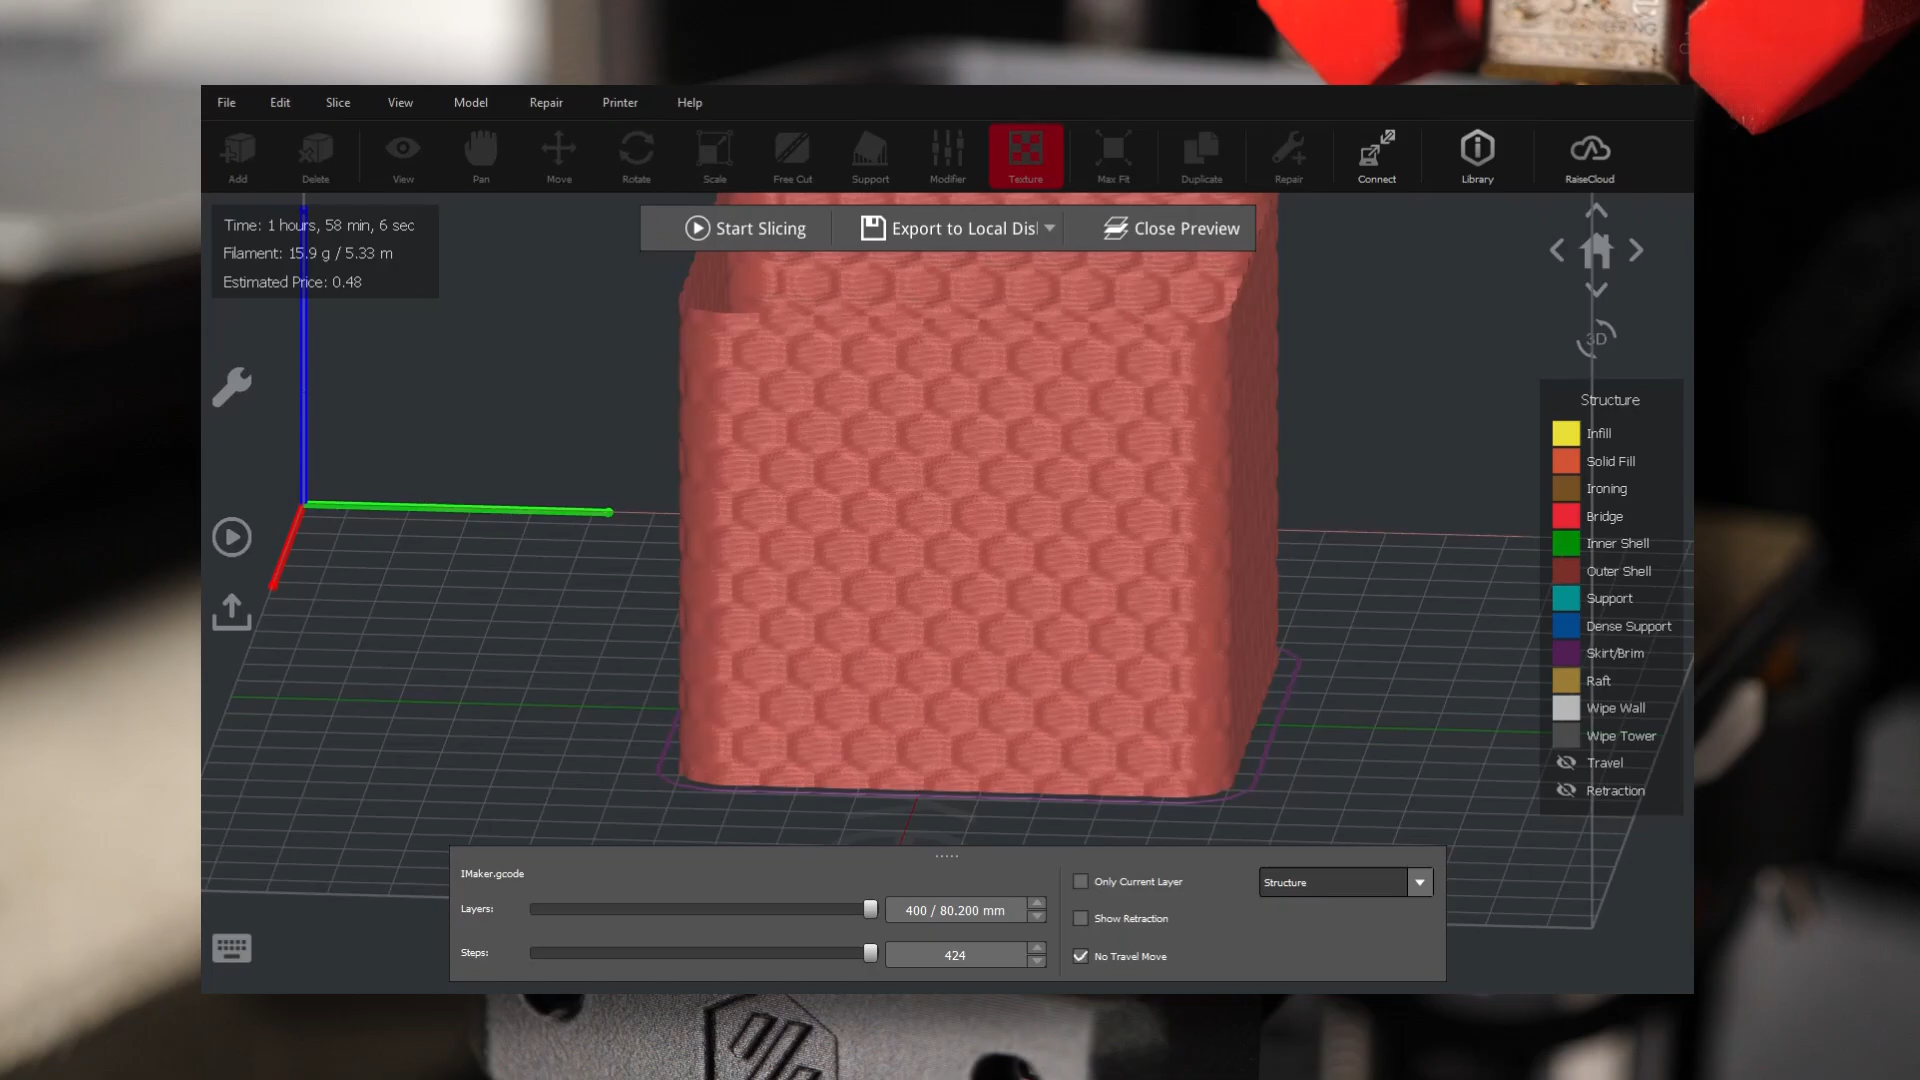 File Edit Slice View Model Repair Printer Help
Add Delete View Pan Move Rotate Scale Free Cut Support Modifier Texture Max Fit Duplicate Repair Connect Library RaiseCloud
Time: 1 hours, 58 min, 6 sec
Filament: 15.9 g / 5.33 m
Estimated Price: 0.48
Start Slicing Export to Local Dis Close Preview
3D
Structure
Infill
Solid Fill
Ironing
Bridge
Inner Shell
Outer Shell
Support
Dense Support
Skirt/Brim
Raft
Wipe Wall
Wipe Tower
Travel
Retraction
IMaker.gcode
Layers: 400 / 80.200 mm
Steps: 424
Only Current Layer
Show Retraction
No Travel Move
Structure